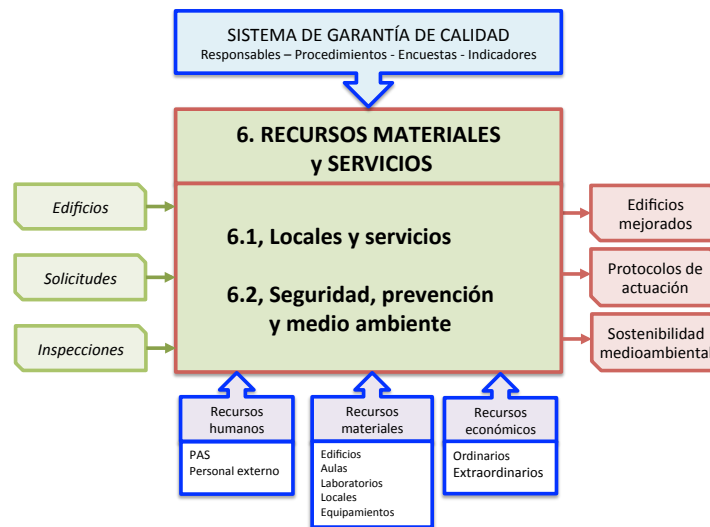 SISTEMA DE GARANTÍA DE CALIDAD
Responsables – Procedimientos - Encuestas - Indicadores
6. RECURSOS MATERIALES
y SERVICIOS
Edificios
Solicitudes
Inspecciones
6.1, Locales y servicios
6.2, Seguridad, prevención
y medio ambiente
Edificios
mejorados
Protocolos de
actuación
Sostenibilidad
medioambiental
Recursos
humanos
PAS
Personal externo
Recursos
materiales
Edificios
Aulas
Laboratorios
Locales
Equipamientos
Recursos
económicos
Ordinarios
Extraordinarios